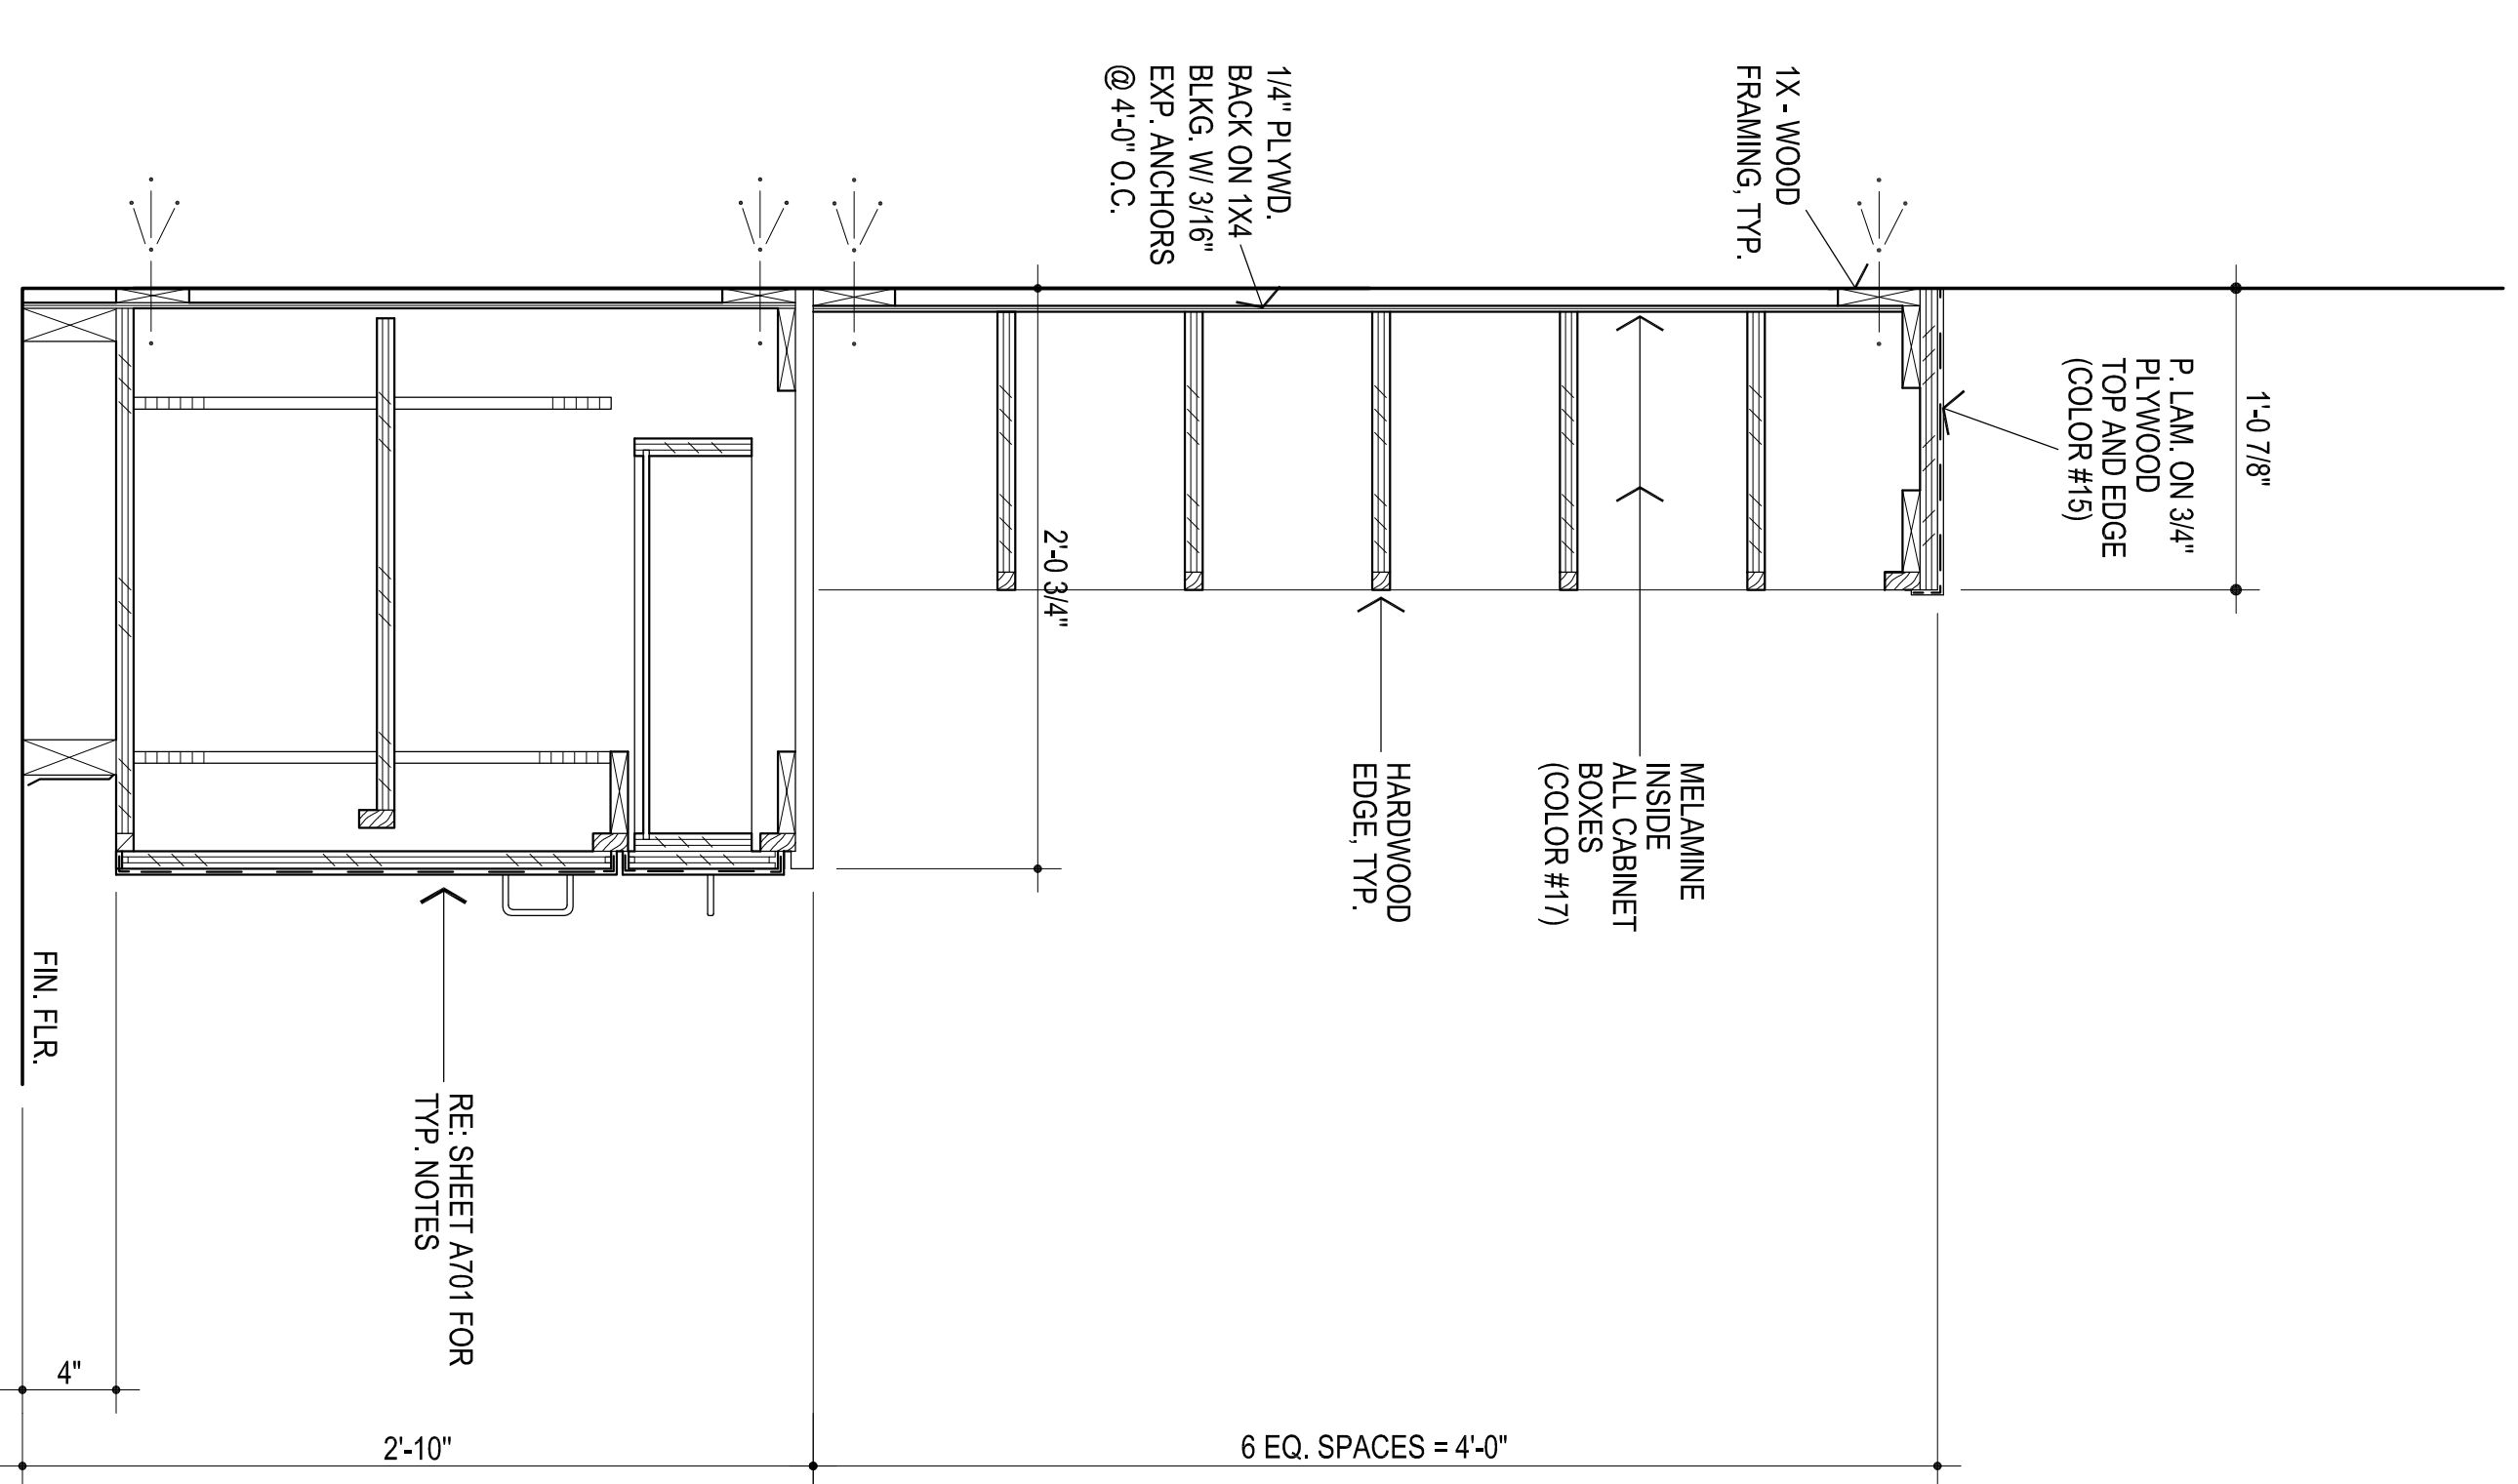 1X - WOOD
FRAMING, TYP.
1/4" PLYWD.
BACK ON 1X4
BLKG. W/ 3/16"
EXP. ANCHORS
@ 4'-0" O.C.
1'-0 7/8"
P. LAM. ON 3/4"
PLYWOOD
TOP AND EDGE
(COLOR #15)
2'-0 3/4"
MELAMINE
INSIDE
ALL CABINET
BOXES
(COLOR #17)
HARDWOOD
EDGE, TYP.
FIN. FLR.
RE: SHEET A701 FOR
TYP. NOTES
4"
2'-10"
6 EQ. SPACES = 4'-0"